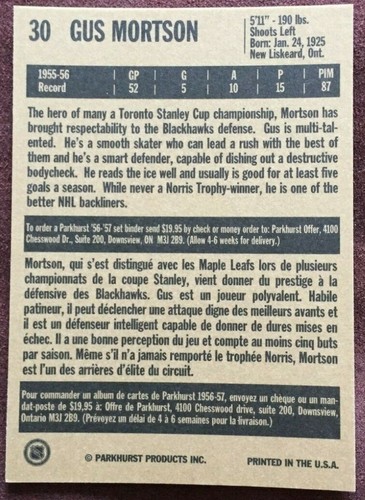 30 GUS MORTSON
5'11" - 190 lbs.
Shoots Left
Born: Jan. 24, 1925
New Liskeard, Ont.
1955-56 GP G A P PIM
Record 52 5 10 15 87
The hero of many a Toronto Stanley Cup championship, Mortson has
brought respectability to the Blackhawks defense. Gus is multi-tal-
ented. He's a smooth skater who can lead a rush with the best of
them and he's a smart defender, capable of dishing out a destructive
bodycheck. He reads the ice well and usually is good for at least five
goals a season. While never a Norris Trophy-winner, he is one of the
better NHL backliners.
To order a Parkhurst '56-'57 set binder send $19.95 by check or money order to: Parkhurst Offer, 4100
Chesswood Dr., Suite 200, Downsview, ON M3J 2B9. (Allow 4-6 weeks for delivery.)
Mortson, qui s'est distingué avec les Maple Leafs lors de plusieurs
championnats de la coupe Stanley, vient donner du prestige à la
défensive des Blackhawks. Gus est un joueur polyvalent. Habile
patineur, il peut déclencher une attaque digne des meilleurs avants et
il est un défenseur intelligent capable de donner de dures mises en
échec. Il a une bonne perception du jeu et compte au moins cinq buts
par saison. Même s'il n'a jamais remporté le trophée Norris, Mortson
est l'un des arrières d'élite du circuit.
Pour commander un album de cartes de Parkhurst 1956-57, envoyez un chèque ou un man-
dat-poste de $19,95 à: Offre de Parkhurst, 4100 Chesswood drive, suite 200, Downsview,
Ontario M3J 2B9. (Prévoyez un délai de 4 à 6 semaines pour la livraison.)
© PARKHURST PRODUCTS INC. PRINTED IN THE U.S.A.